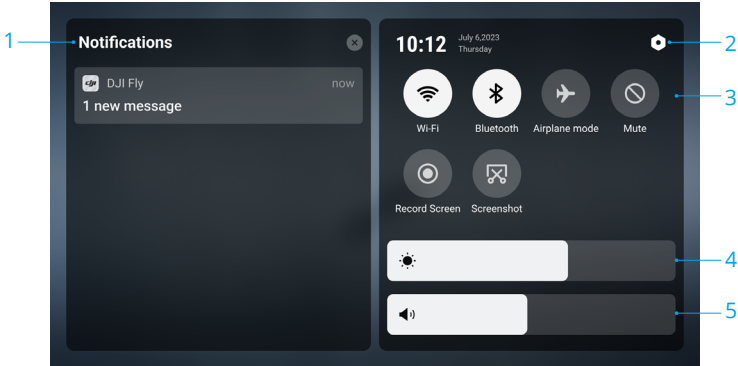 1
Notifications
DJI Fly
now
1 new message
10:12
July 6,2023
Thursday
2
Wi-Fi
Bluetooth
Airplane mode
Mute
3
Record Screen
Screenshot
4
5